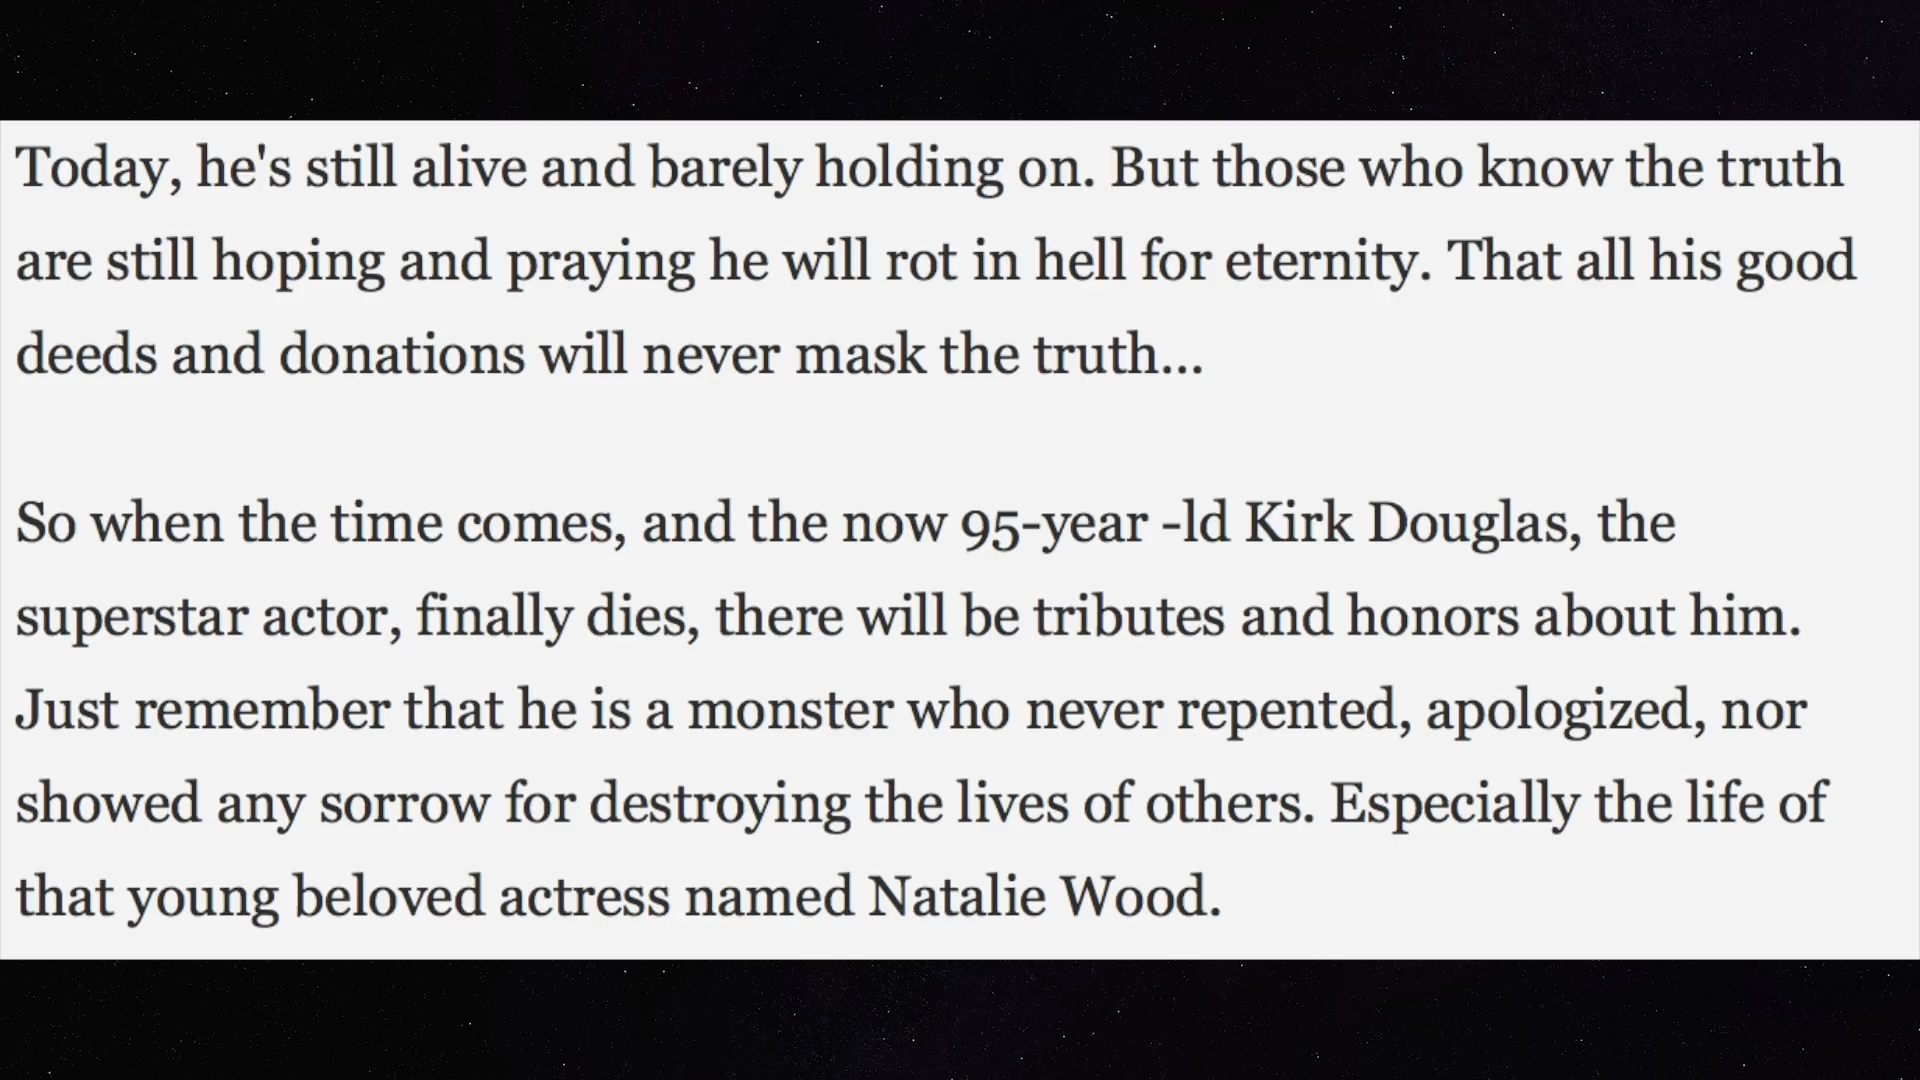 Today, he's still alive and barely holding on. But those who know the truth
are still hoping and praying he will rot in hell for eternity. That all his good
deeds and donations will never mask the truth...
So when the time comes, and the now 95-year -ld Kirk Douglas, the
superstar actor, finally dies, there will be tributes and honors about him.
Just remember that he is a monster who never repented, apologized, nor
showed any sorrow for destroying the lives of others. Especially the life of
that young beloved actress named Natalie Wood.